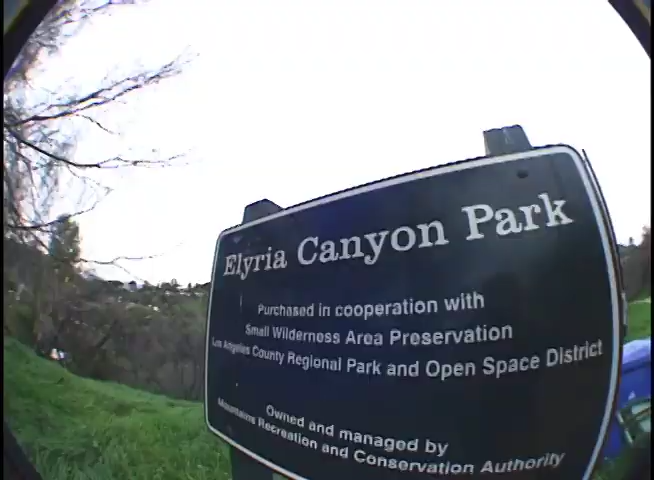 Elyria Canyon Park
Purchased in cooperation with
Small Wilderness Area Preservation
Los Angeles County Regional Park and Open Space District
Owned and managed by
Mountains Recreation and Conservation Authority